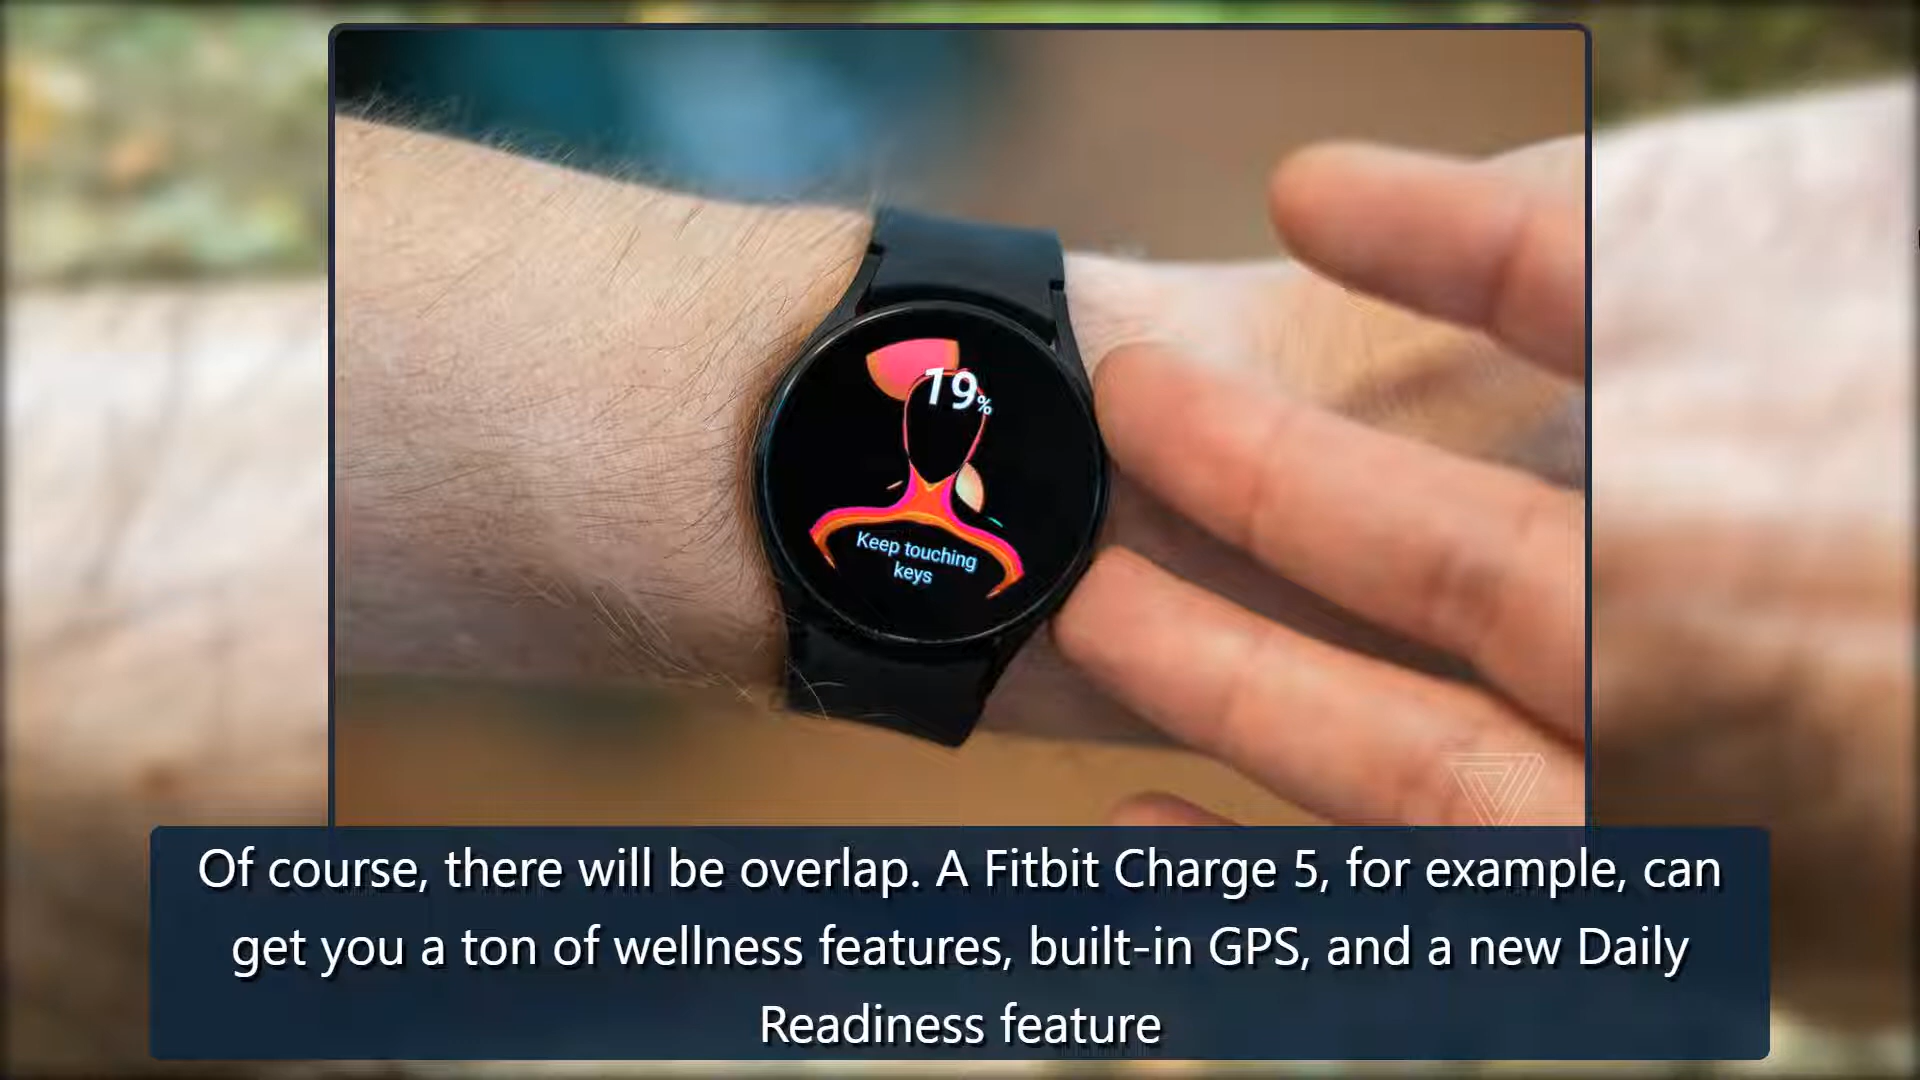 19%
Keep touching
keys
Of course, there will be overlap. A Fitbit Charge 5, for example, can
get you a ton of wellness features, built-in GPS, and a new Daily
Readiness feature